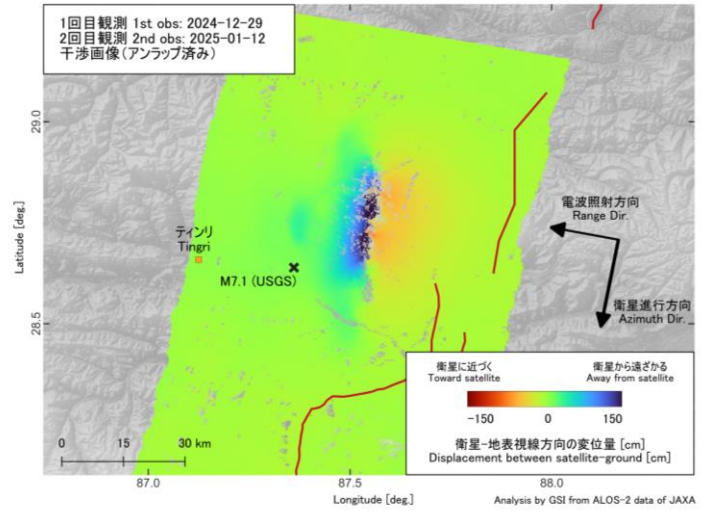 1回目観測 1st obs: 2024-12-29
2回目観測 2nd obs: 2025-01-12
干渉画像(アンラップ済み)
29.0
電波照射方向
Range Dir.
ティンリ
Tingri
M7.1 (USGS)
Latitude [deg.]
衛星進行方向
Azimuth Dir.
28.5
衛星に近づく
Toward satellite
衛星から遠ざかる
Away from satellite
-150 0 150
衛星-地表視線方向の変位量 [cm]
Displacement between satellite-ground [cm]
0 15 30 km
87.0 87.5 88.0
Longitude [deg.]
Analysis by GSI from ALOS-2 data of JAXA